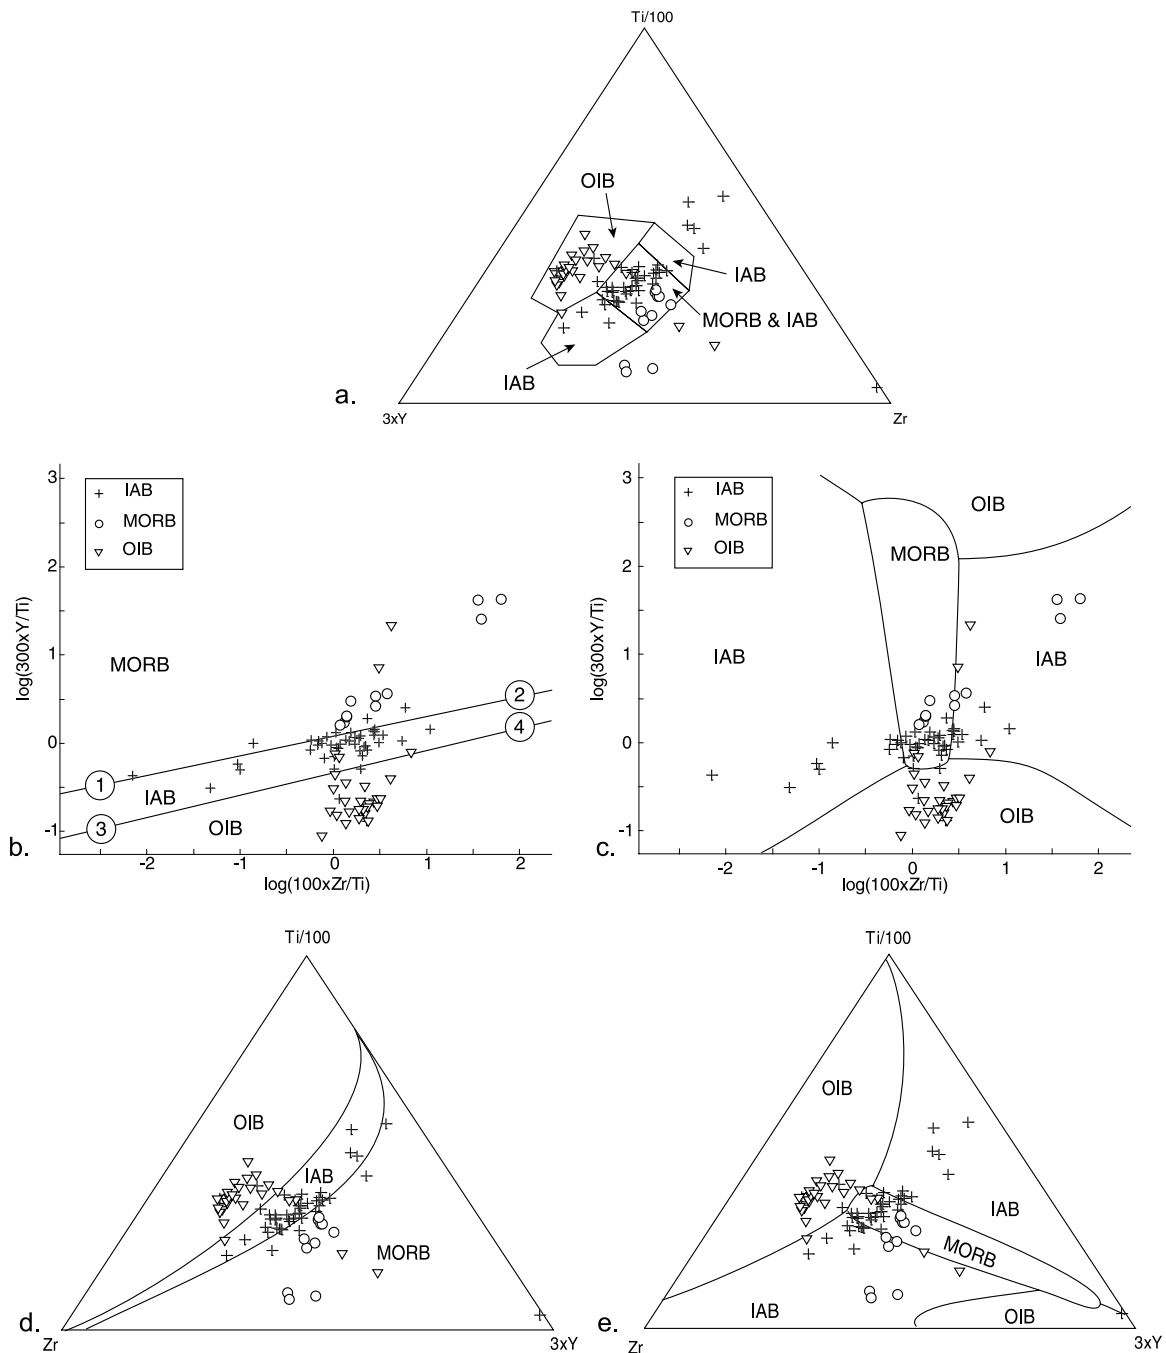 Ti/100
OIB
IAB
MORB & IAB
IAB
a.
3xY
Zr
3
2
1
0
-1
log(300xY/Ti)
IAB
MORB
OIB
MORB
IAB
OIB
1
2
3
4
b.
-2
-1
0
1
2
log(100xZr/Ti)
3
2
1
0
-1
log(300xY/Ti)
IAB
MORB
OIB
OIB
MORB
IAB
IAB
OIB
c.
-2
-1
0
1
2
log(100xZr/Ti)
Ti/100
OIB
IAB
MORB
d.
Zr
3xY
Ti/100
OIB
IAB
MORB
IAB
OIB
e.
Zr
3xY